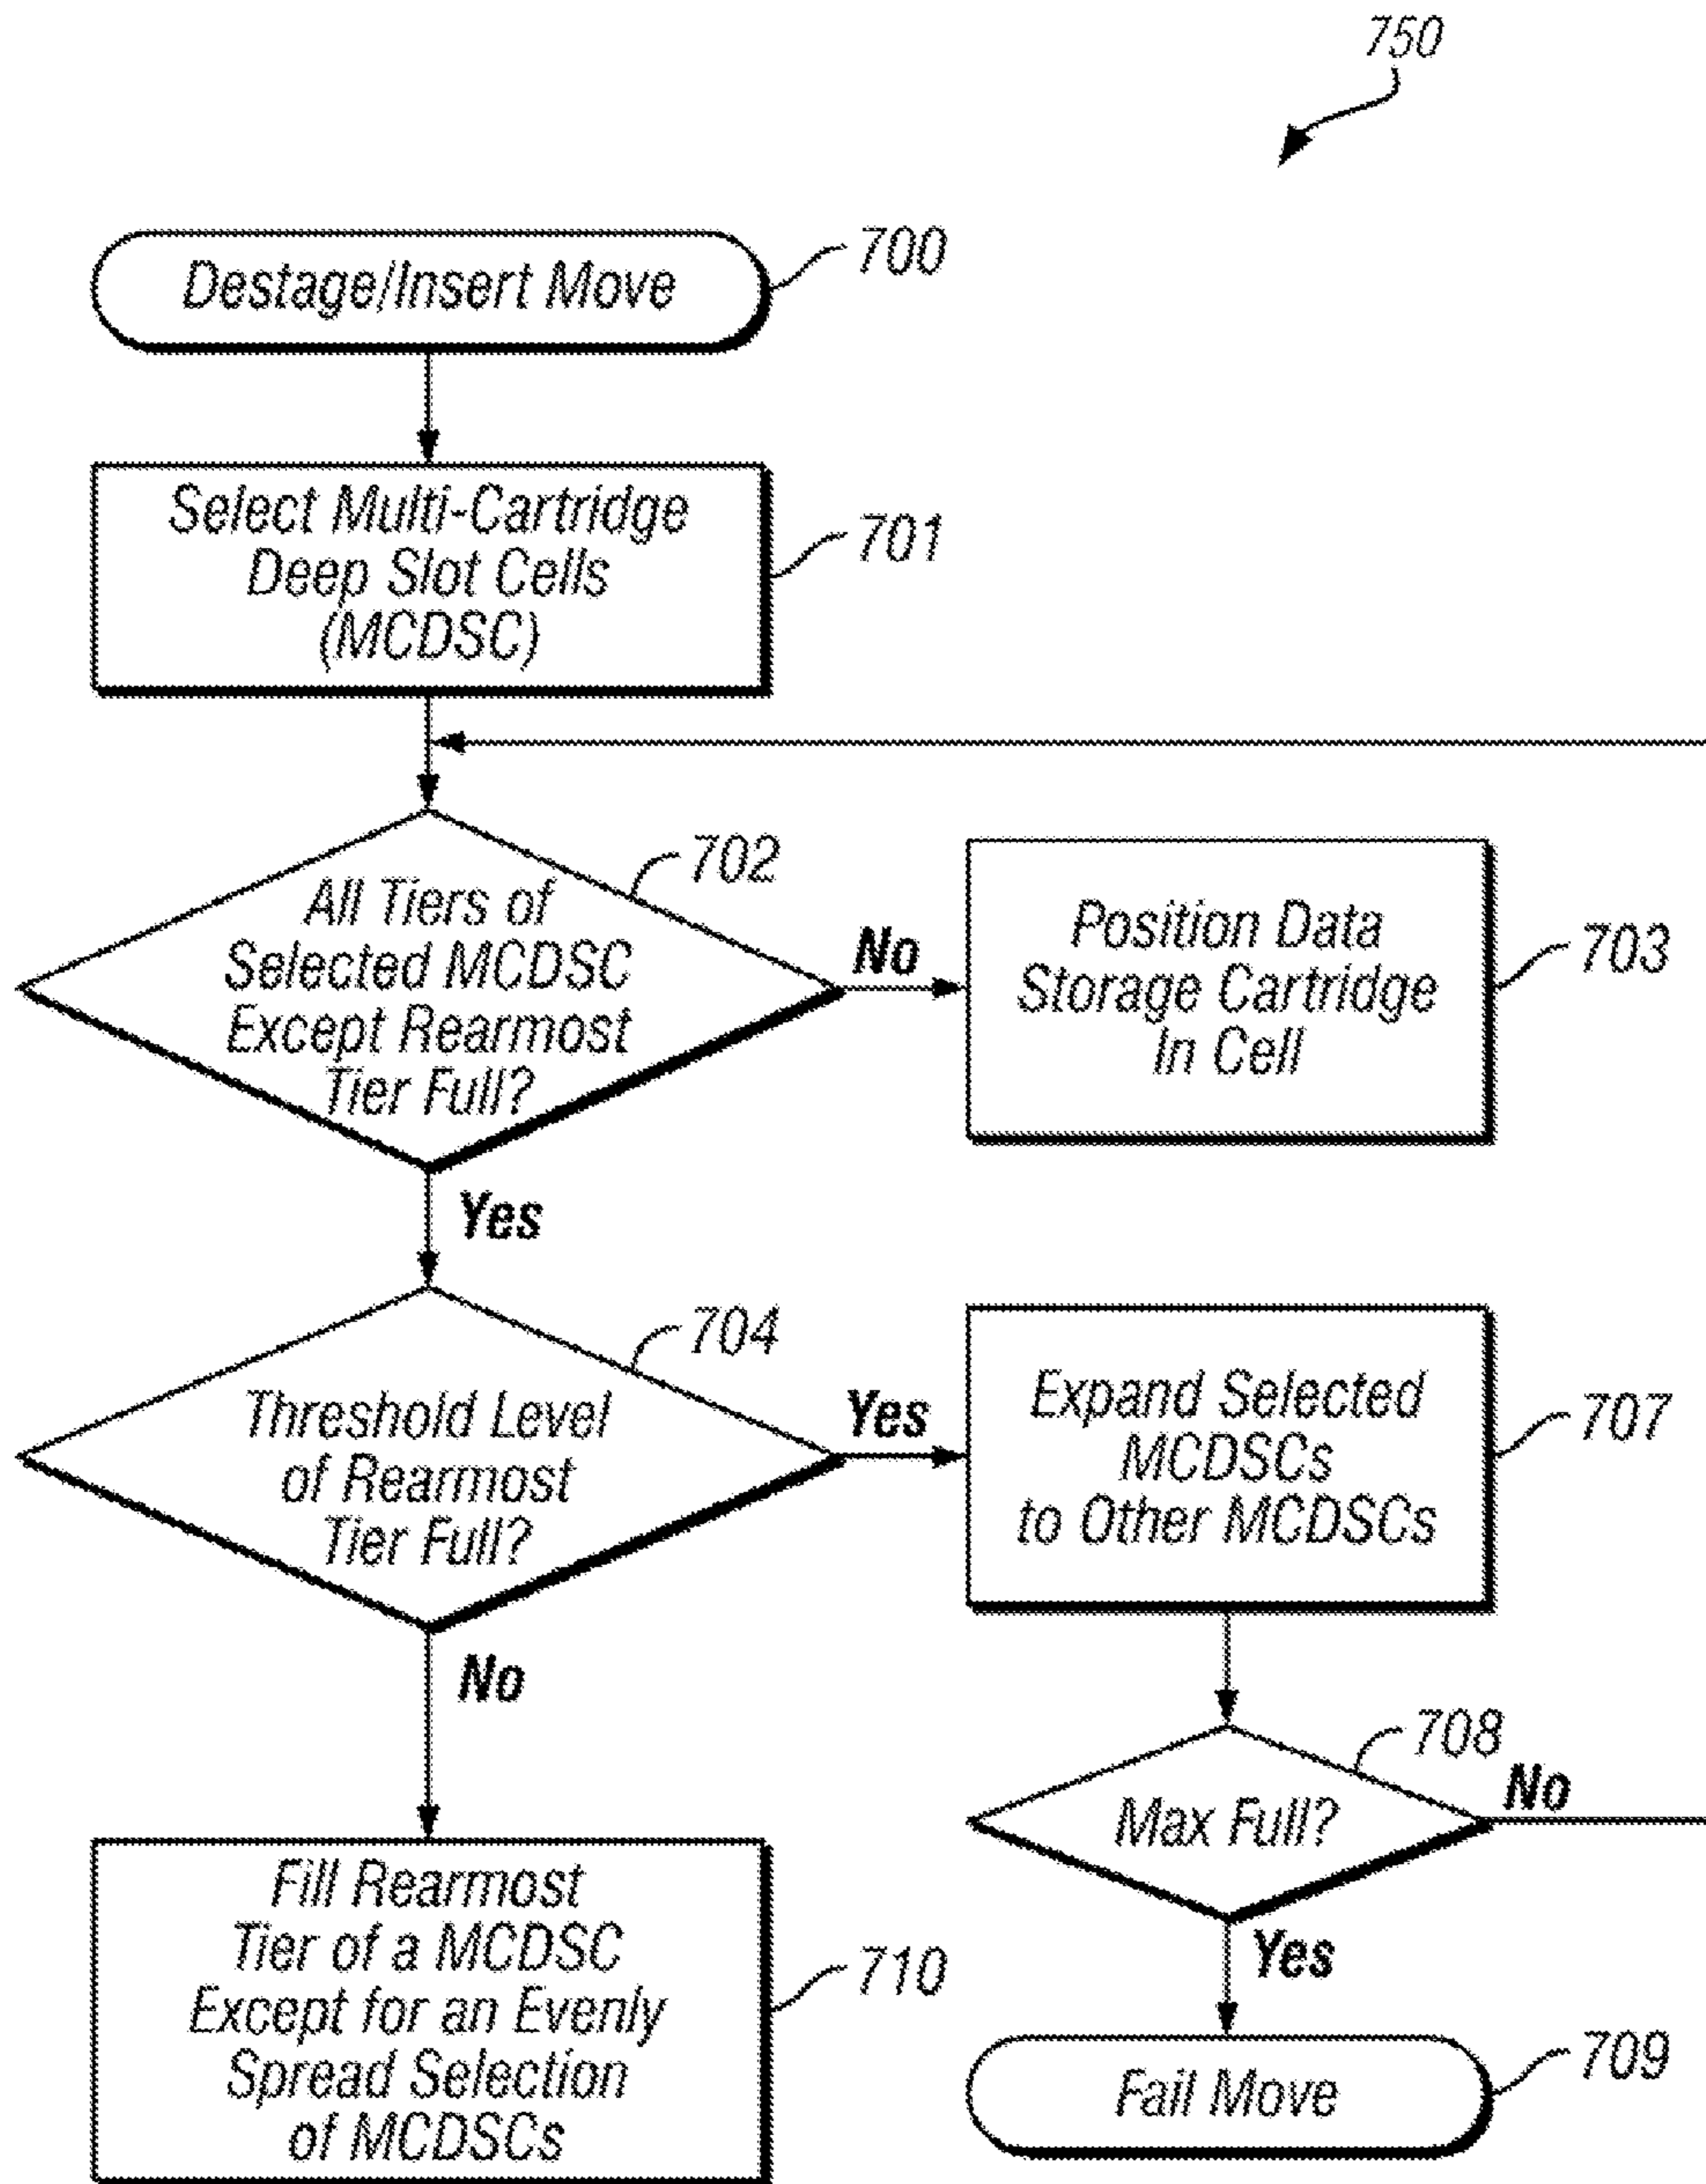 750
Destage/Insert Move
700
Select Multi-Cartridge
Deep Slot Cells
(MCDSC)
701
All Tiers of
Selected MCDSC
Except Rearmost
Tier Full?
702
No
Position Data
Storage Cartridge
In Cell
703
Yes
Threshold Level
of Rearmost
Tier Full?
704
Yes
Expand Selected
MCDSCs
to Other MCDSCs
707
No
Max Full?
708
No
Fill Rearmost
Tier of a MCDSC
Except for an Evenly
Spread Selection
of MCDSCs
710
Yes
Fail Move
709